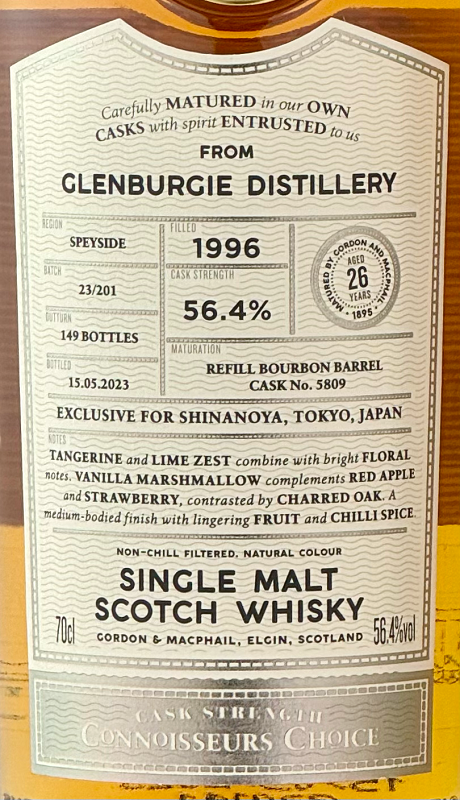 Carefully MATURED in our OWN
CASKS with spirit ENTRUSTED to us
FROM
GLENBURGIE DISTILLERY
REGION
SPEYSIDE
BATCH
23/201
OUTTURN
149 BOTTLES
BOTTLED
15.05.2023
FILLED
1996
CASK STRENGTH
56.4%
MATURED BY GORDON AND MACPHAIL
AGED
26
YEARS
• 1895 •
MATURATION
REFILL BOURBON BARREL
CASK No. 5809
EXCLUSIVE FOR SHINANOYA, TOKYO, JAPAN
NOTES
TANGERINE and LIME ZEST combine with bright FLORAL
notes. VANILLA MARSHMALLOW complements RED APPLE
and STRAWBERRY, contrasted by CHARRED OAK. A
medium-bodied finish with lingering FRUIT and CHILLI SPICE.
NON-CHILL FILTERED, NATURAL COLOUR
SINGLE MALT
SCOTCH WHISKY
70cl GORDON & MACPHAIL, ELGIN, SCOTLAND 56.4%vol
CASK STRENGTH
CONNOISSEURS CHOICE